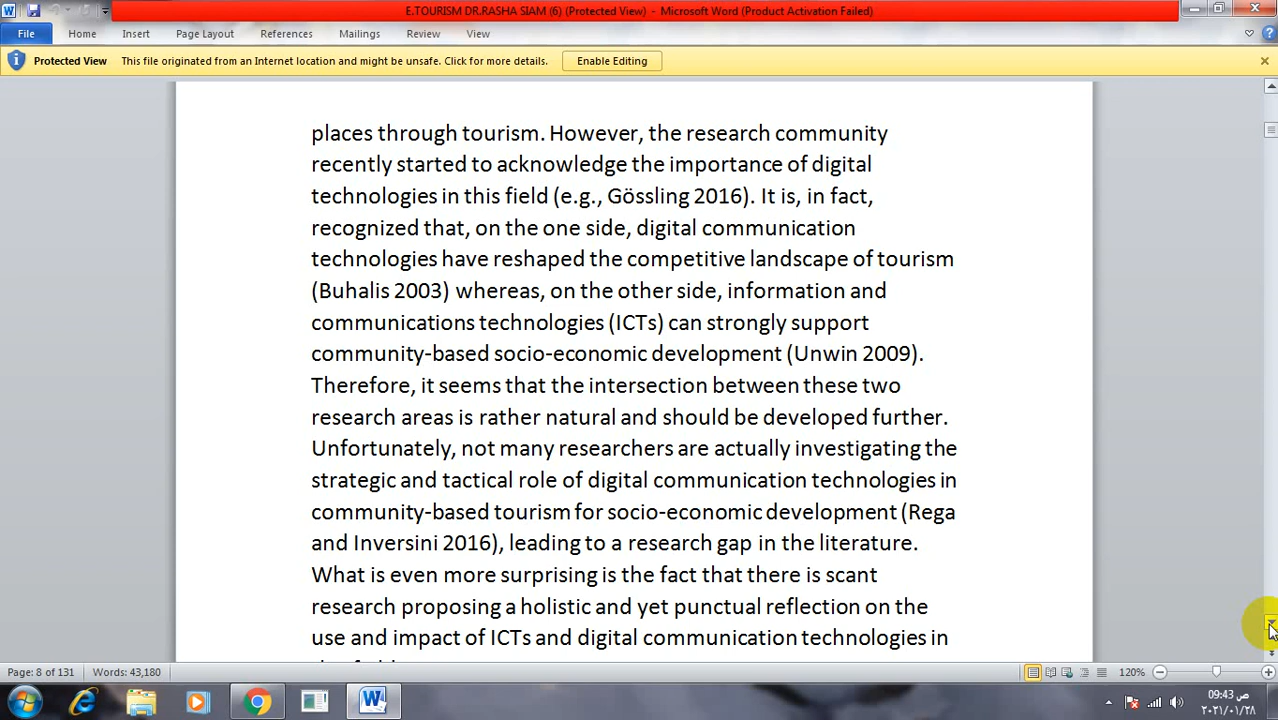 E.TOURISM DR.RASHA SIAM (6) (Protected View) - Microsoft Word (Product Activation Failed)
File Home Insert Page Layout References Mailings Review View
Protected View This file originated from an Internet location and might be unsafe. Click for more details. Enable Editing
places through tourism. However, the research community
recently started to acknowledge the importance of digital
technologies in this field (e.g., Gössling 2016). It is, in fact,
recognized that, on the one side, digital communication
technologies have reshaped the competitive landscape of tourism
(Buhalis 2003) whereas, on the other side, information and
communications technologies (ICTs) can strongly support
community-based socio-economic development (Unwin 2009).
Therefore, it seems that the intersection between these two
research areas is rather natural and should be developed further.
Unfortunately, not many researchers are actually investigating the
strategic and tactical role of digital communication technologies in
community-based tourism for socio-economic development (Rega
and Inversini 2016), leading to a research gap in the literature.
What is even more surprising is the fact that there is scant
research proposing a holistic and yet punctual reflection on the
use and impact of ICTs and digital communication technologies in
Page: 8 of 131 Words: 43,180 120%
09:43 ص
٢٠٢١/٠١/٢٨